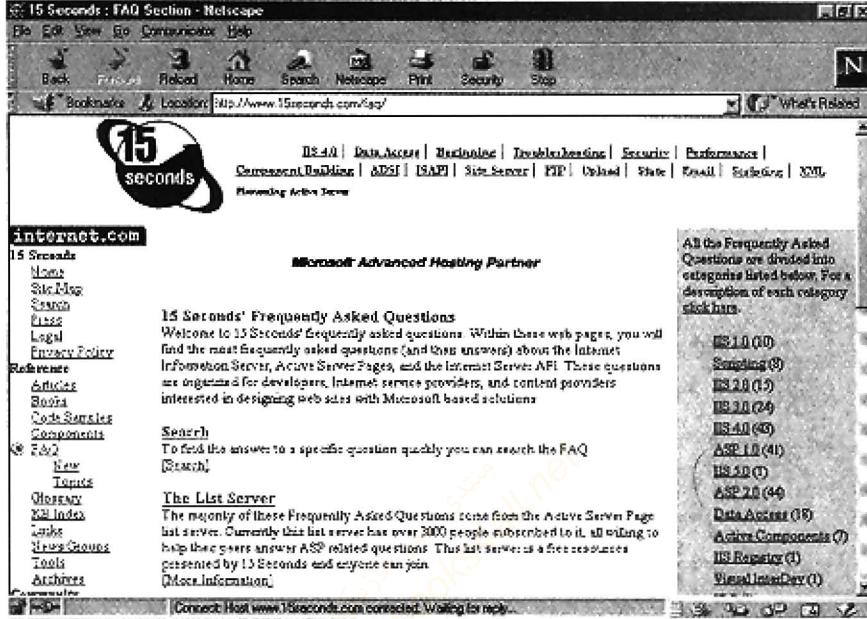 15 Seconds : FAQ Section - Netscape
File Edit View Go Communicator Help
Back Forward Reload Home Search Netscape Print Security Stop
N
Bookmarks Location: http://www.15seconds.com/faq/ What's Related
15
seconds
IIS 4.0 | Data Access | Beginning | Troubleshooting | Security | Performance |
Component Building | ADSI | ISAPI | Site Server | FTP | Upload | State | Email | Scripting | XML
Active Server
internet.com
15 Seconds
Home
Site Map
Search
Press
Legal
Privacy Policy
Reference
Articles
Books
Code Samples
Components
FAQ
New
Topics
Glossary
KB Index
Links
News Groups
Tools
Archives
Community
Microsoft Advanced Hosting Partner
15 Seconds' Frequently Asked Questions
Welcome to 15 Seconds' frequently asked questions. Within these web pages, you will
find the most frequently asked questions (and then answers) about the Internet
Information Server, Active Server Pages, and the Internet Server API. These questions
are organized for developers, Internet service providers, and content providers
interested in designing web sites with Microsoft based solutions
Search
To find the answer to a specific question quickly you can search the FAQ
[Search]
The List Server
The majority of these Frequently Asked Questions come from the Active Server Page
list server. Currently this list server has over 3000 people subscribed to it, all willing to
help their peers answer ASP related questions. This list server is a free resources
presented by 15 Seconds and anyone can join
[More Information]
All the Frequently Asked
Questions are divided into
categories listed below. For a
description of each category
click here.
IIS 1.0 (10)
Scripting (8)
IIS 2.0 (15)
IIS 3.0 (24)
IIS 4.0 (43)
ASP 1.0 (41)
IIS 5.0 (1)
ASP 2.0 (44)
Data Access (18)
Active Components (7)
IIS Registry (1)
Visual InterDev (1)
Connect: Host www.15seconds.com contacted. Waiting for reply...